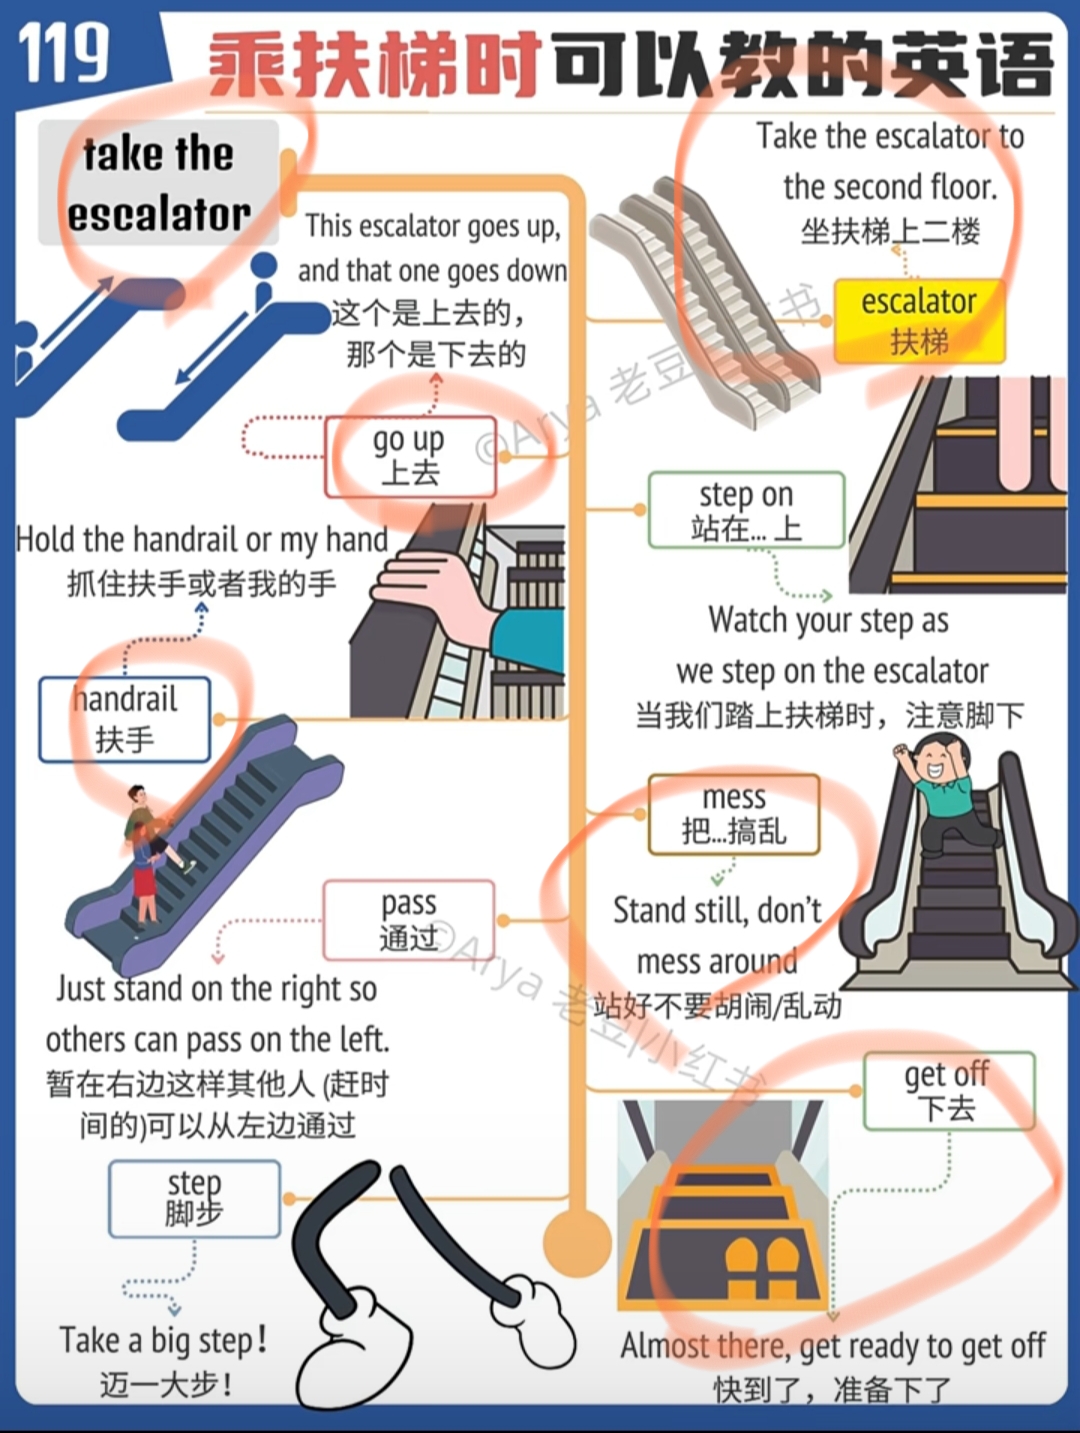 119
乘扶梯时可以教的英语
take the
escalator
This escalator goes up,
and that one goes down
这个是上去的，
那个是下去的
go up
上去
Take the escalator to
the second floor.
坐扶梯上二楼
escalator
扶梯
step on
站在... 上
Watch your step as
we step on the escalator
当我们踏上扶梯时，注意脚下
Hold the handrail or my hand
抓住扶手或者我的手
handrail
扶手
mess
把...搞乱
Stand still, don't
mess around
站好不要胡闹/乱动
pass
通过
Just stand on the right so
others can pass on the left.
暂在右边这样其他人 (赶时
间的)可以从左边通过
get off
下去
Almost there, get ready to get off
快到了，准备下了
step
脚步
Take a big step!
迈一大步!
©Arya 老豆 小红书
©Arya 老豆|小红书